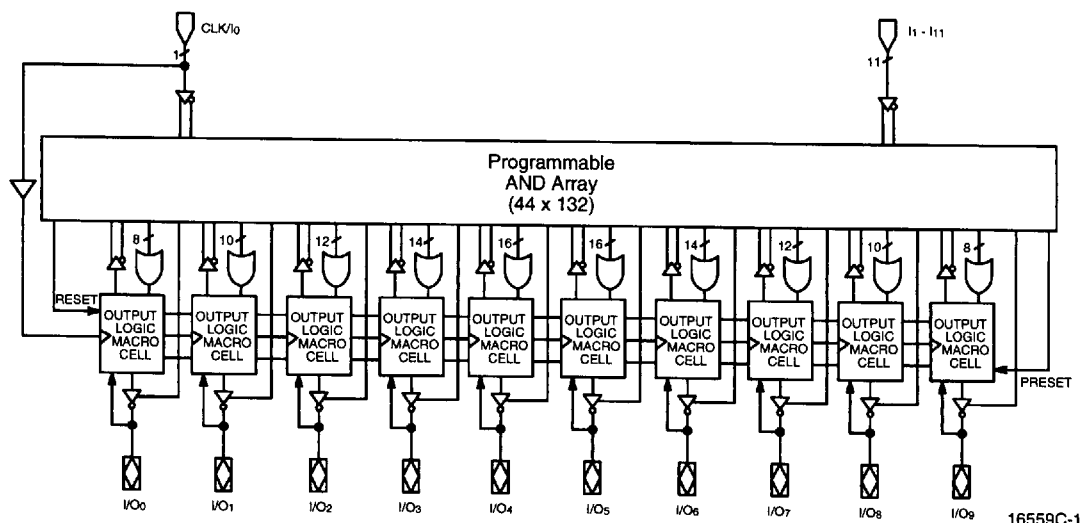 CLK/I0
I1 - I11
1
11
Programmable
AND Array
(44 x 132)
8
10
12
14
16
16
14
12
10
8
RESET
OUTPUT
LOGIC
MACRO
CELL
OUTPUT
LOGIC
MACRO
CELL
OUTPUT
LOGIC
MACRO
CELL
OUTPUT
LOGIC
MACRO
CELL
OUTPUT
LOGIC
MACRO
CELL
OUTPUT
LOGIC
MACRO
CELL
OUTPUT
LOGIC
MACRO
CELL
OUTPUT
LOGIC
MACRO
CELL
OUTPUT
LOGIC
MACRO
CELL
OUTPUT
LOGIC
MACRO
CELL
PRESET
I/O0
I/O1
I/O2
I/O3
I/O4
I/O5
I/O6
I/O7
I/O8
I/O9
16559C-1